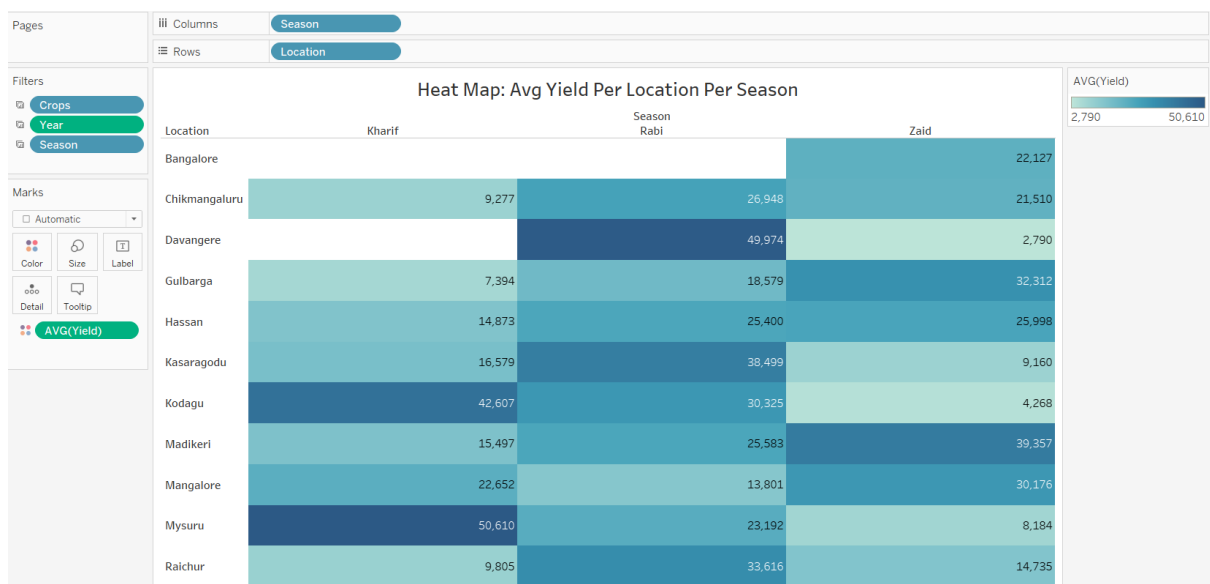 Pages
Columns Season
Rows Location
Filters
Crops
Year
Season
Marks
Automatic
Color Size Label
Detail Tooltip
AVG(Yield)
Heat Map: Avg Yield Per Location Per Season
Season
Location Kharif Rabi Zaid
Bangalore 22,127
Chikmangaluru 9,277 26,948 21,510
Davangere 49,974 2,790
Gulbarga 7,394 18,579 32,312
Hassan 14,873 25,400 25,998
Kasaragodu 16,579 38,499 9,160
Kodagu 42,607 30,325 4,268
Madikeri 15,497 25,583 39,357
Mangalore 22,652 13,801 30,176
Mysuru 50,610 23,192 8,184
Raichur 9,805 33,616 14,735
AVG(Yield)
2,790 50,610